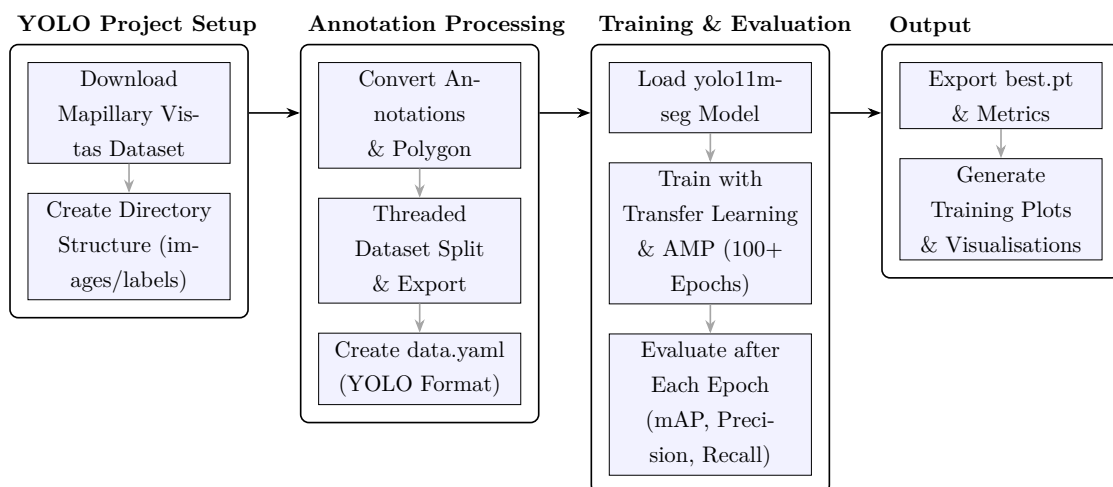 YOLO Project Setup
Download
Mapillary Vis-
tas Dataset
Create Directory
Structure (im-
ages/labels)
Annotation Processing
Convert An-
notations
& Polygon
Threaded
Dataset Split
& Export
Create data.yaml
(YOLO Format)
Training & Evaluation
Load yolo11m-
seg Model
Train with
Transfer Learning
& AMP (100+
Epochs)
Evaluate after
Each Epoch
(mAP, Preci-
sion, Recall)
Output
Export best.pt
& Metrics
Generate
Training Plots
& Visualisations